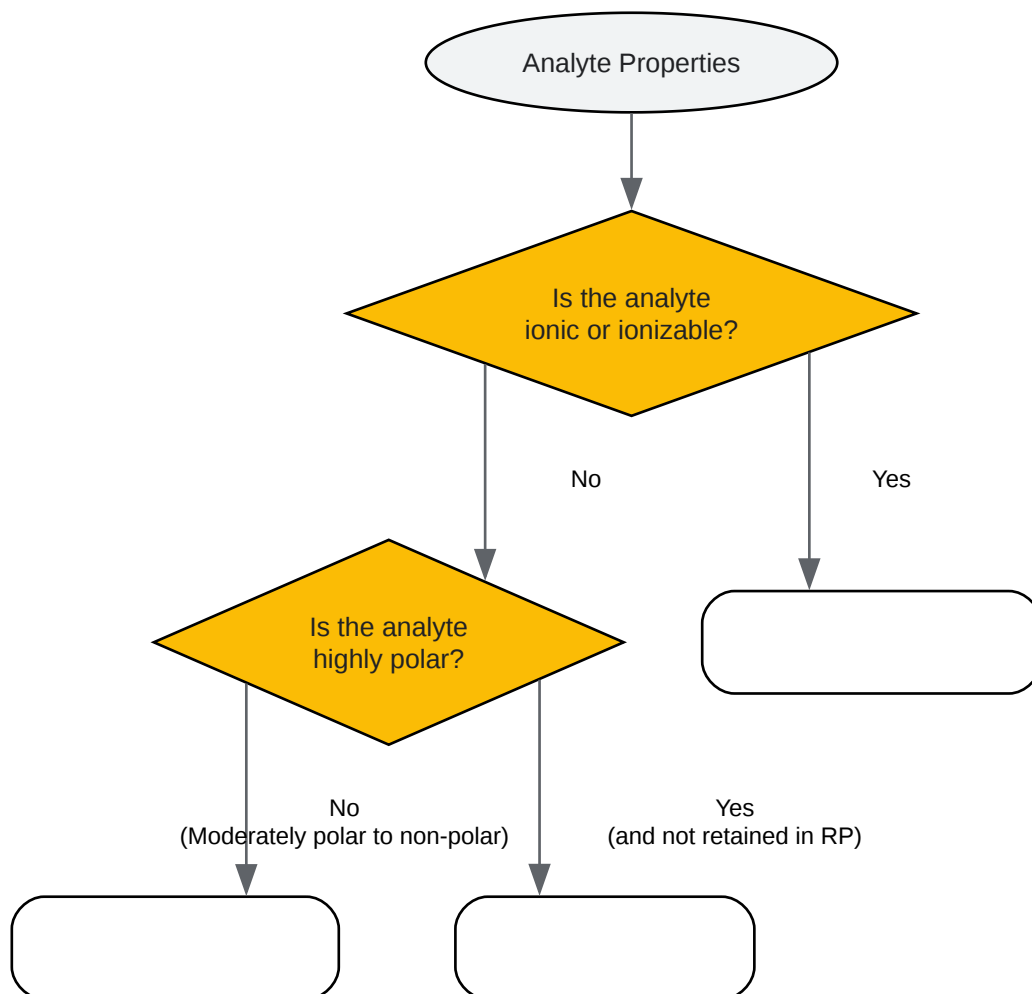 Analyte Properties
Is the analyte
ionic or ionizable?
No
Yes
Is the analyte
highly polar?
No
(Moderately polar to non-polar)
Yes
(and not retained in RP)